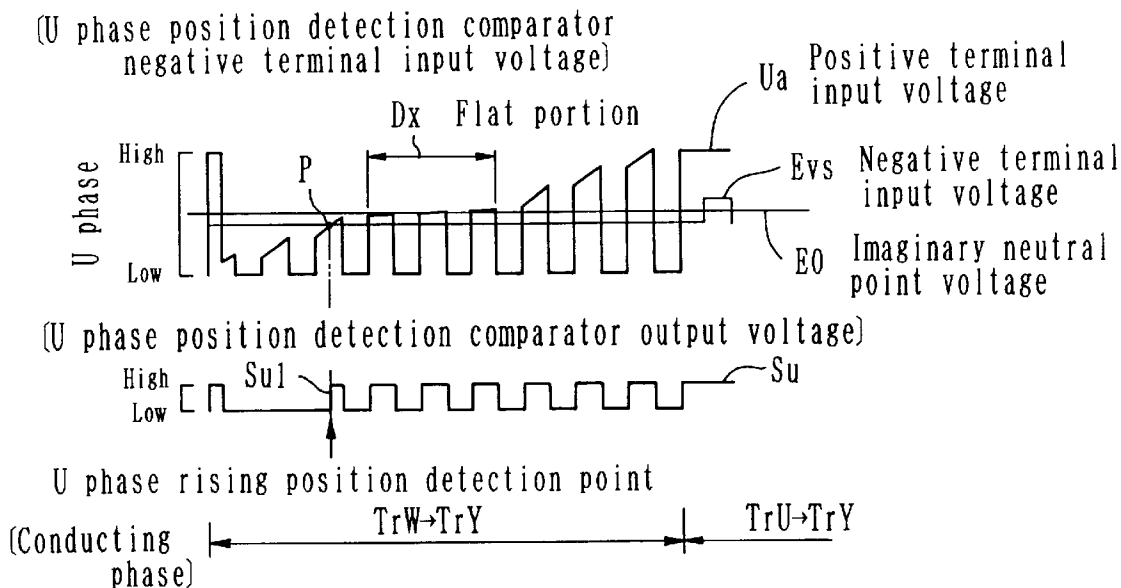 (U phase position detection comparator
negative terminal input voltage)
Ua Positive terminal
input voltage
Dx Flat portion
High
P
Evs Negative terminal
input voltage
U phase
Low
E0 Imaginary neutral
point voltage
(U phase position detection comparator output voltage)
High
Su1
Su
Low
U phase rising position detection point
(Conducting
phase)
TrW→TrY
TrU→TrY